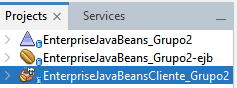 Projects Services
EnterpriseJavaBeans_Grupo2
EnterpriseJavaBeans_Grupo2-ejb
EnterpriseJavaBeansCliente_Grupo2